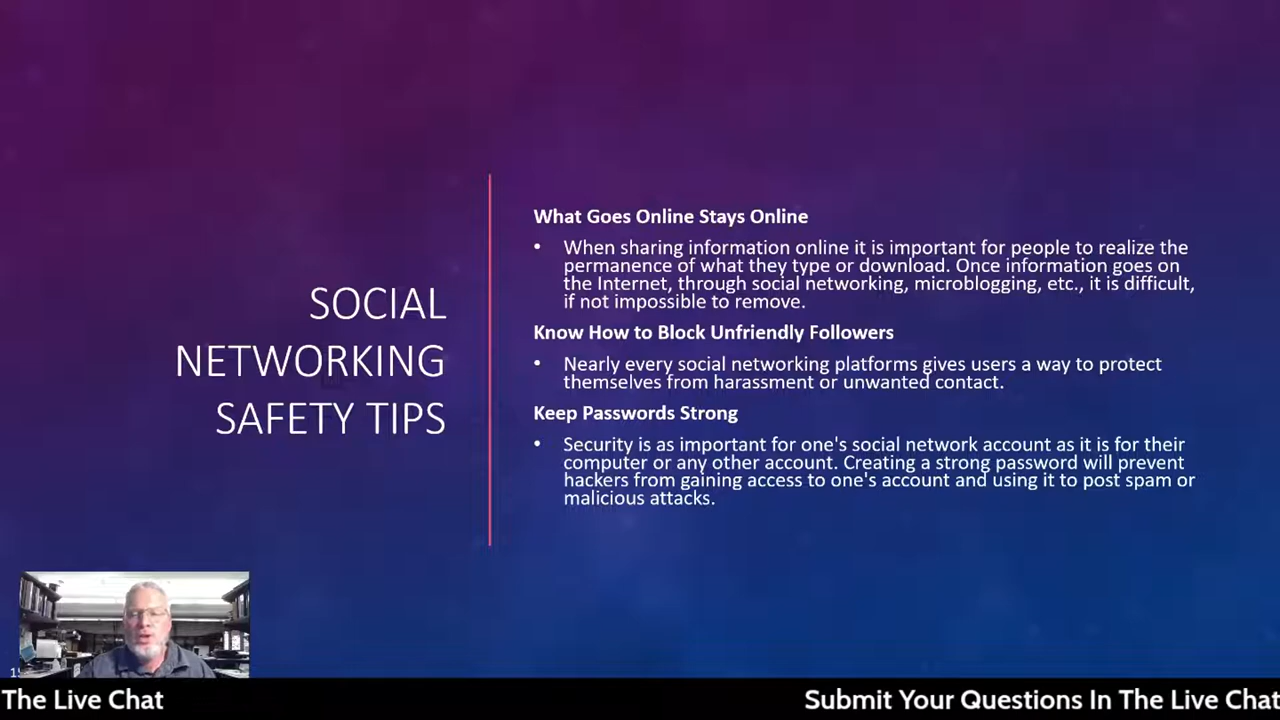 SOCIAL
NETWORKING
SAFETY TIPS
What Goes Online Stays Online
• When sharing information online it is important for people to realize the
permanence of what they type or download. Once information goes on
the Internet, through social networking, microblogging, etc., it is difficult,
if not impossible to remove.
Know How to Block Unfriendly Followers
• Nearly every social networking platforms gives users a way to protect
themselves from harassment or unwanted contact.
Keep Passwords Strong
• Security is as important for one's social network account as it is for their
computer or any other account. Creating a strong password will prevent
hackers from gaining access to one's account and using it to post spam or
malicious attacks.
The Live Chat
Submit Your Questions In The Live Chat